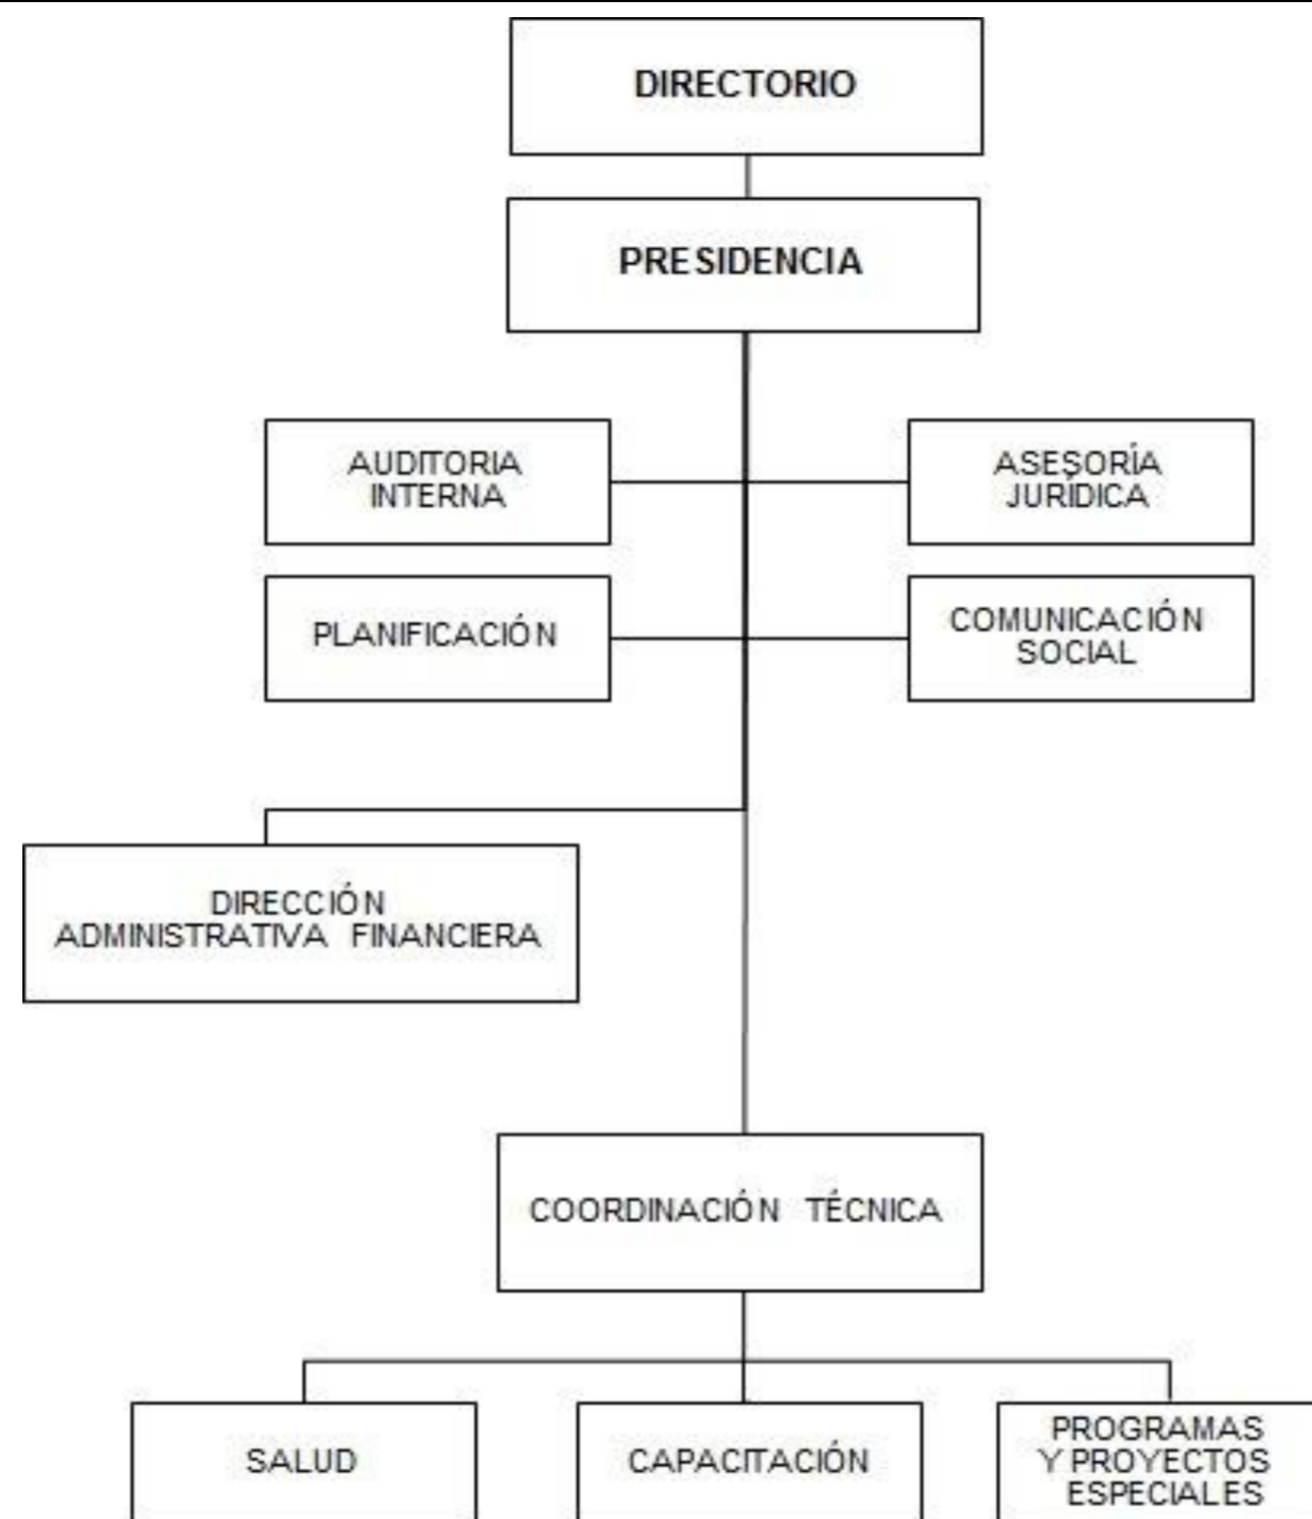 DIRECTORIO
PRESIDENCIA
AUDITORIA
INTERNA
ASESORÍA
JURÍDICA
PLANIFICACIÓN
COMUNICACIÓN
SOCIAL
DIRECCIÓN
ADMINISTRATIVA FINANCIERA
COORDINACIÓN TÉCNICA
SALUD
CAPACITACIÓN
PROGRAMAS
Y PROYECTOS
ESPECIALES